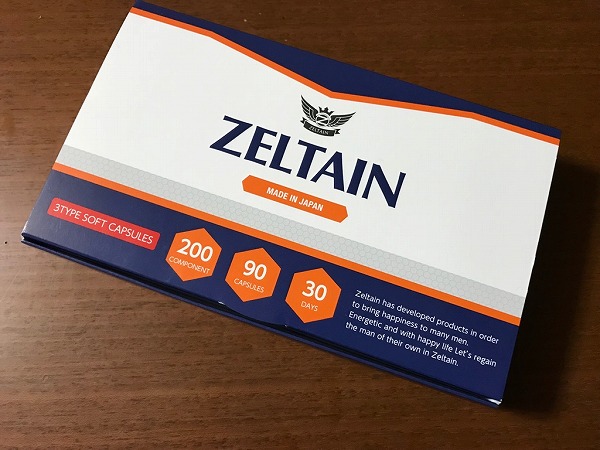 ZELTAIN
ZELTAIN
MADE IN JAPAN
3TYPE SOFT CAPSULES
200
COMPONENT
90
CAPSULES
30
DAYS
Zeltain has developed products in order
to bring happiness to many men.
Energetic and with happy life Let's regain
the man of their own in Zeltain.